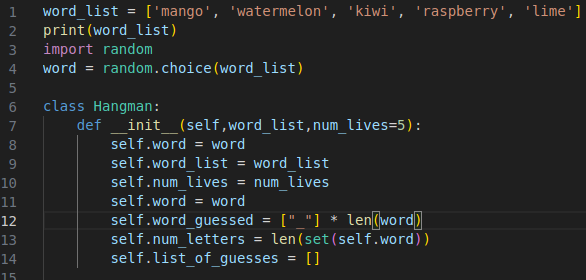 1 word_list = ['mango', 'watermelon', 'kiwi', 'raspberry', 'lime']
2 print(word_list)
3 import random
4 word = random.choice(word_list)
5
6 class Hangman:
7     def __init__(self,word_list,num_lives=5):
8         self.word = word
9         self.word_list = word_list
10         self.num_lives = num_lives
11         self.word = word
12         self.word_guessed = ["_"] * len(word)
13         self.num_letters = len(set(self.word))
14         self.list_of_guesses = []
15